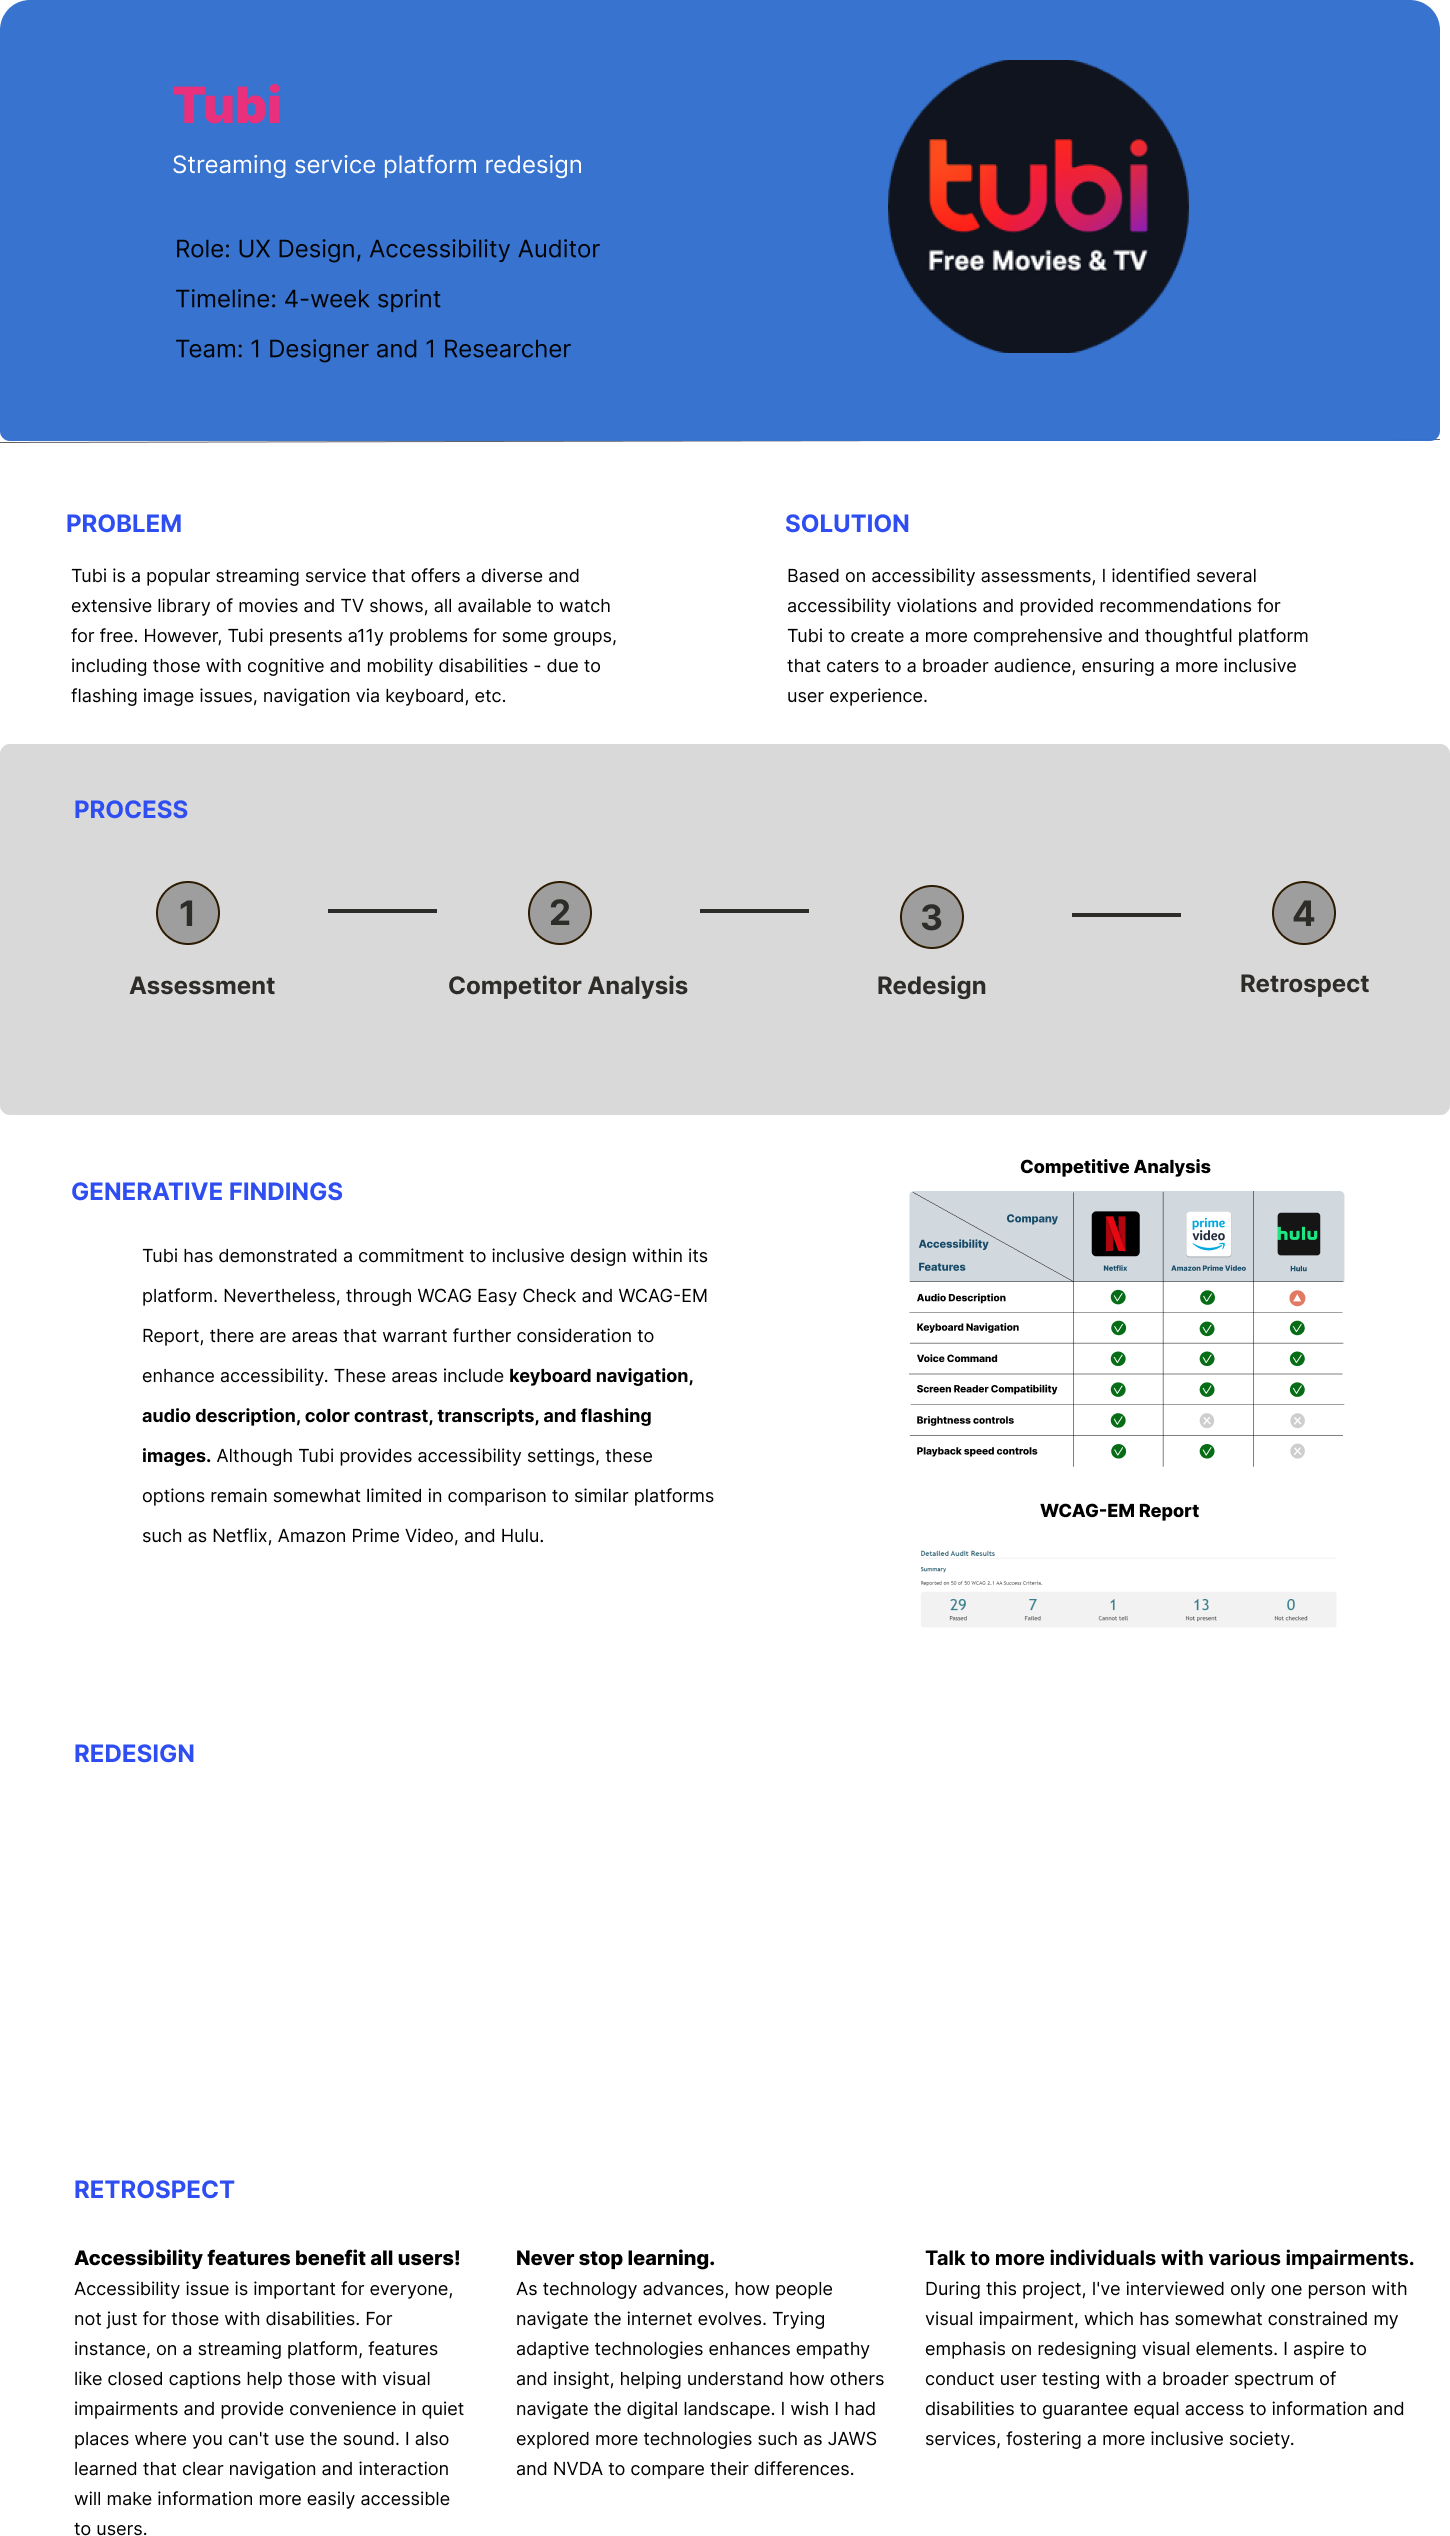 Tubi
Streaming service platform redesign
Role: UX Design, Accessibility Auditor
Timeline: 4-week sprint
Team: 1 Designer and 1 Researcher
tubi
Free Movies & TV
PROBLEM
Tubi is a popular streaming service that offers a diverse and
extensive library of movies and TV shows, all available to watch
for free. However, Tubi presents a11y problems for some groups,
including those with cognitive and mobility disabilities - due to
flashing image issues, navigation via keyboard, etc.
SOLUTION
Based on accessibility assessments, I identified several
accessibility violations and provided recommendations for
Tubi to create a more comprehensive and thoughtful platform
that caters to a broader audience, ensuring a more inclusive
user experience.
PROCESS
1
Assessment
2
Competitor Analysis
3
Redesign
4
Retrospect
GENERATIVE FINDINGS
Tubi has demonstrated a commitment to inclusive design within its
platform. Nevertheless, through WCAG Easy Check and WCAG-EM
Report, there are areas that warrant further consideration to
enhance accessibility. These areas include keyboard navigation,
audio description, color contrast, transcripts, and flashing
images. Although Tubi provides accessibility settings, these
options remain somewhat limited in comparison to similar platforms
such as Netflix, Amazon Prime Video, and Hulu.
Competitive Analysis
Company
Accessibility
Features
N
Netflix
prime
video
Amazon Prime Video
hulu
Hulu
Audio Description
Keyboard Navigation
Voice Command
Screen Reader Compatibility
Brightness controls
Playback speed controls
WCAG-EM Report
Detailed Audit Results
Summary
Reported on 50 of 50 WCAG 2.1 AA Success Criteria.
29 7 1 13 0
Passed Failed Cannot tell Not present Not checked
REDESIGN
RETROSPECT
Accessibility features benefit all users!
Accessibility issue is important for everyone,
not just for those with disabilities. For
instance, on a streaming platform, features
like closed captions help those with visual
impairments and provide convenience in quiet
places where you can't use the sound. I also
learned that clear navigation and interaction
will make information more easily accessible
to users.
Never stop learning.
As technology advances, how people
navigate the internet evolves. Trying
adaptive technologies enhances empathy
and insight, helping understand how others
navigate the digital landscape. I wish I had
explored more technologies such as JAWS
and NVDA to compare their differences.
Talk to more individuals with various impairments.
During this project, I've interviewed only one person with
visual impairment, which has somewhat constrained my
emphasis on redesigning visual elements. I aspire to
conduct user testing with a broader spectrum of
disabilities to guarantee equal access to information and
services, fostering a more inclusive society.